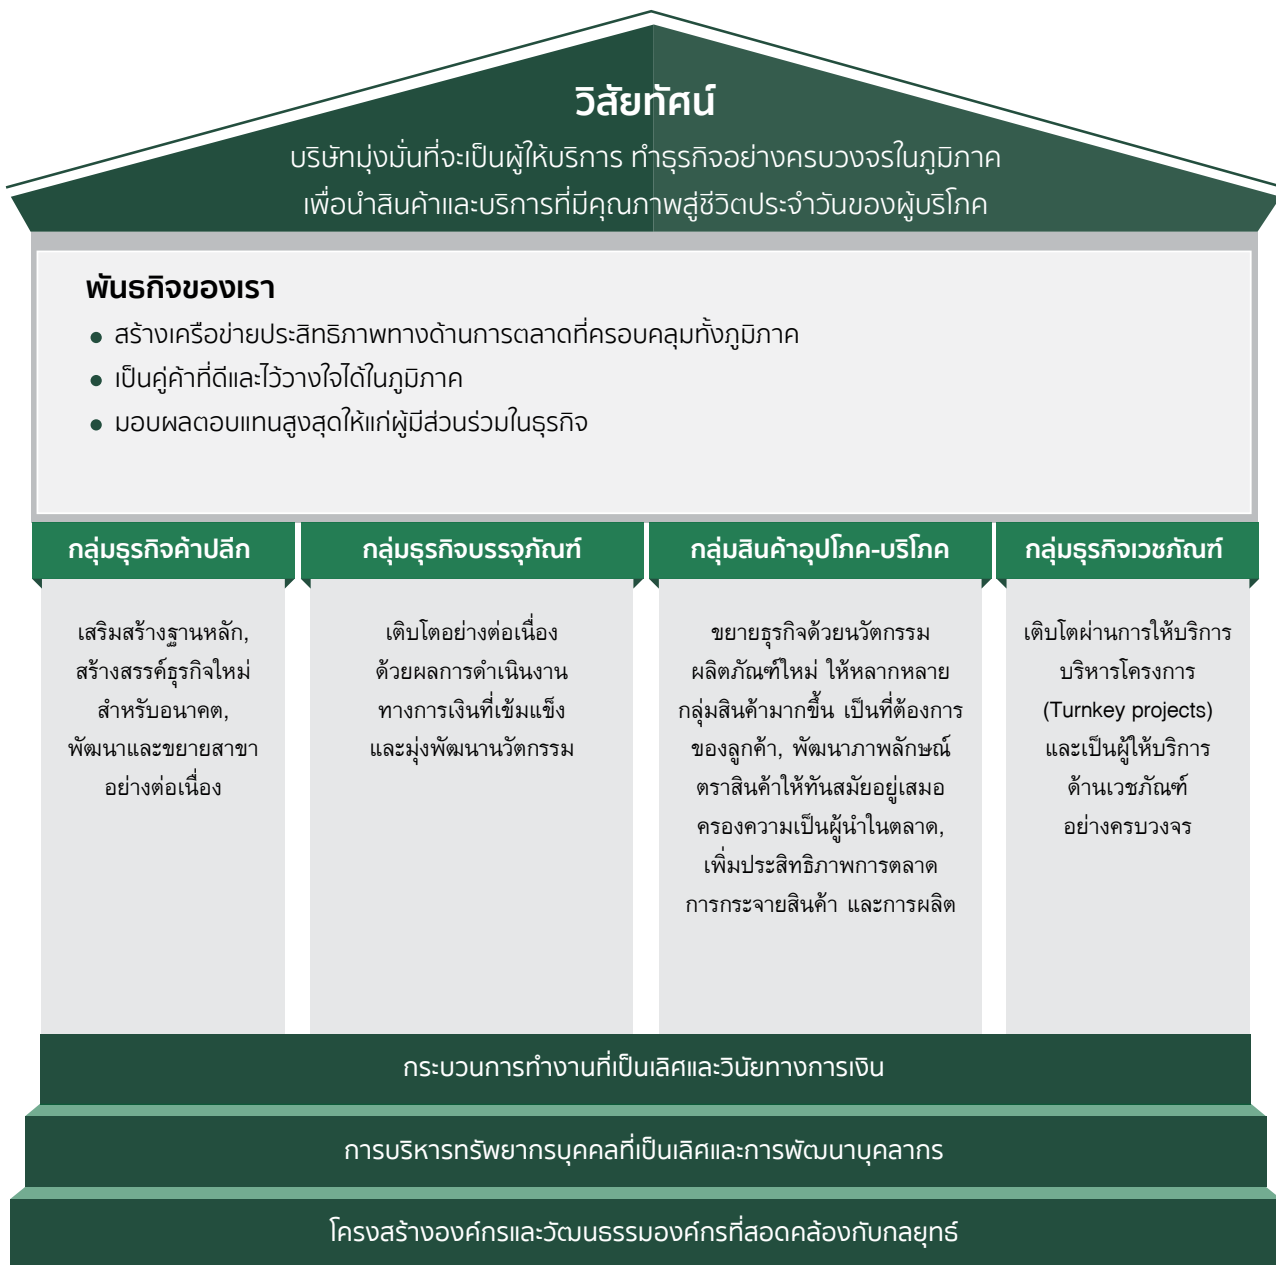 วิสัยทัศน์
บริษัทมุ่งมั่นที่จะเป็นผู้ให้บริการ ทำธุรกิจอย่างครบวงจรในภูมิภาค
เพื่อนำสินค้าและบริการที่มีคุณภาพสู่ชีวิตประจำวันของผู้บริโภค
พันธกิจของเรา
• สร้างเครือข่ายประสิทธิภาพทางด้านการตลาดที่ครอบคลุมทั้งภูมิภาค
• เป็นคู่ค้าที่ดีและไว้วางใจได้ในภูมิภาค
• มอบผลตอบแทนสูงสุดให้แก่ผู้มีส่วนร่วมในธุรกิจ
กลุ่มธุรกิจค้าปลีก
เสริมสร้างฐานหลัก,
สร้างสรรค์ธุรกิจใหม่
สำหรับอนาคต,
พัฒนาและขยายสาขา
อย่างต่อเนื่อง
กลุ่มธุรกิจบรรจุภัณฑ์
เติบโตอย่างต่อเนื่อง
ด้วยผลการดำเนินงาน
ทางการเงินที่เข้มแข็ง
และมุ่งพัฒนานวัตกรรม
กลุ่มสินค้าอุปโภค-บริโภค
ขยายธุรกิจด้วยนวัตกรรม
ผลิตภัณฑ์ใหม่ ให้หลากหลาย
กลุ่มสินค้ามากขึ้น เป็นที่ต้องการ
ของลูกค้า, พัฒนาภาพลักษณ์
ตราสินค้าให้ทันสมัยอยู่เสมอ
ครองความเป็นผู้นำในตลาด,
เพิ่มประสิทธิภาพการตลาด
การกระจายสินค้า และการผลิต
กลุ่มธุรกิจเวชภัณฑ์
เติบโตผ่านการให้บริการ
บริหารโครงการ
(Turnkey projects)
และเป็นผู้ให้บริการ
ด้านเวชภัณฑ์
อย่างครบวงจร
กระบวนการทำงานที่เป็นเลิศและวินัยทางการเงิน
การบริหารทรัพยากรบุคคลที่เป็นเลิศและการพัฒนาบุคลากร
โครงสร้างองค์กรและวัฒนธรรมองค์กรที่สอดคล้องกับกลยุทธ์